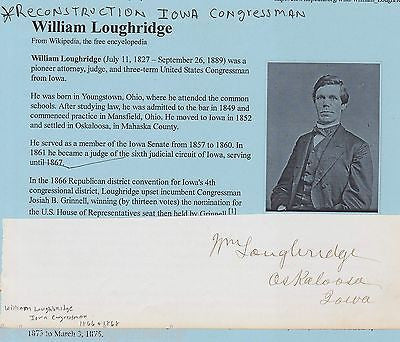 *RECONSTRUCTION IOWA CONGRESSMAN
William Loughridge
From Wikipedia, the free encyclopedia
William Loughridge (July 11, 1827 – September 26, 1889) was a
pioneer attorney, judge, and three-term United States Congressman
from Iowa.
He was born in Youngstown, Ohio, where he attended the common
schools. After studying law, he was admitted to the bar in 1849 and
commenced practice in Mansfield, Ohio. He moved to Iowa in 1852
and settled in Oskaloosa, in Mahaska County.
He served as a member of the Iowa Senate from 1857 to 1860. In
1861 he became a judge of the sixth judicial circuit of Iowa, serving
until 1867.
In the 1866 Republican district convention for Iowa's 4th
congressional district, Loughridge upset incumbent Congressman
Josiah B. Grinnell, winning (by thirteen votes) the nomination for
the U.S. House of Representatives seat then held by Grinnell.[1]
Wm Loughridge
Oskaloosa
Iowa
William Loughbridge
Iowa Congressman
1866 + 1868
1873 to March 3, 1875.